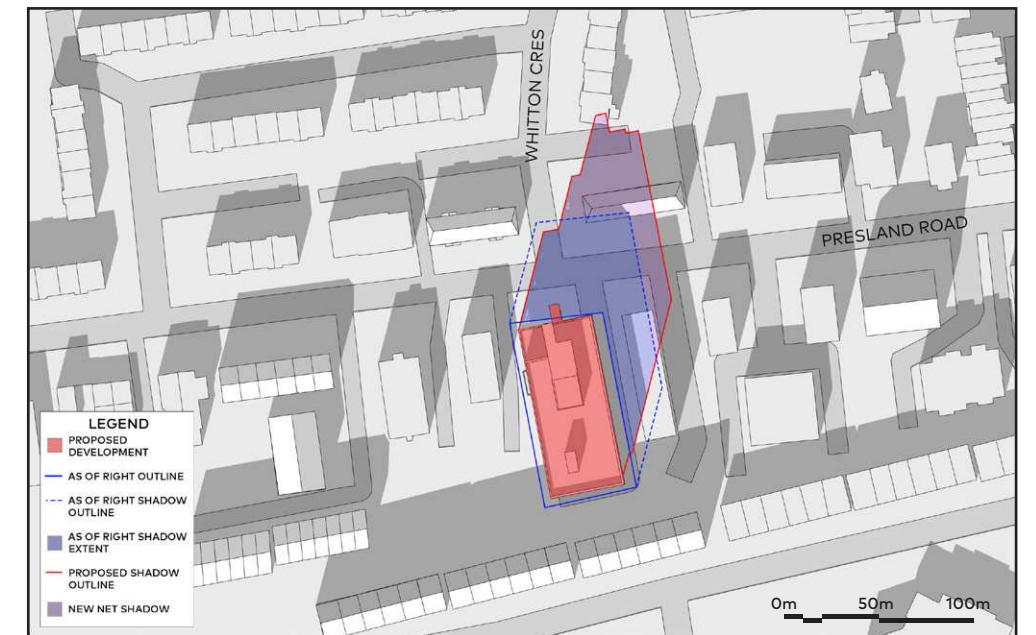 WHITTON CRES
PRESLAND ROAD
LEGEND
PROPOSED
DEVELOPMENT
AS OF RIGHT OUTLINE
AS OF RIGHT SHADOW
OUTLINE
AS OF RIGHT SHADOW
EXTENT
PROPOSED SHADOW
OUTLINE
NEW NET SHADOW
0m 50m 100m